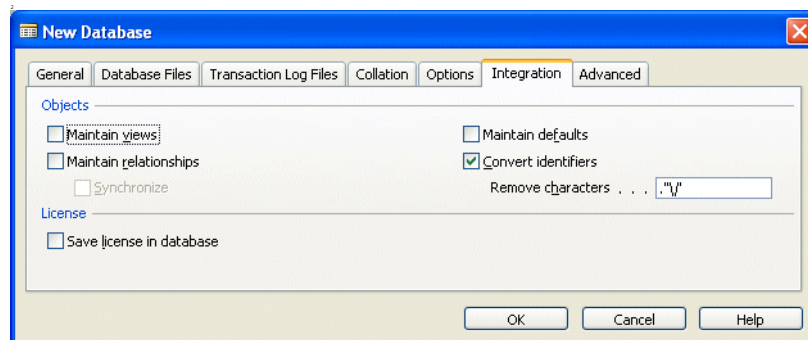 New Database
General Database Files Transaction Log Files Collation Options Integration Advanced
Objects
Maintain views Maintain defaults
Maintain relationships Convert identifiers
Synchronize Remove characters . . . ."\/'
License
Save license in database
OK Cancel Help